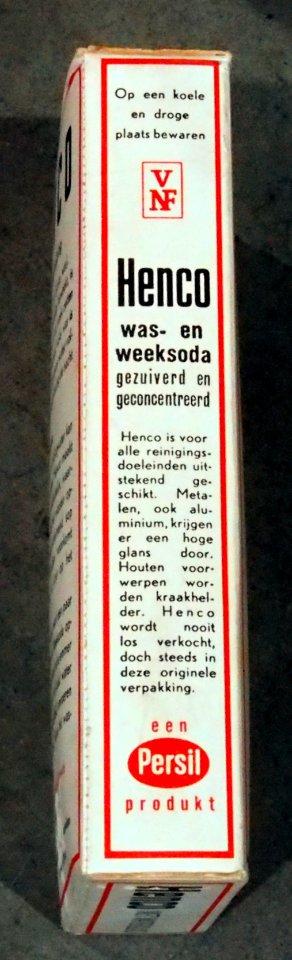 Op een koele
en droge
plaats bewaren
V
NF
Henco
was- en
weeksoda
gezuiverd en
geconcentreerd
Henco is voor
alle reinigings-
doeleinden uit-
stekend ge-
schikt. Meta-
len, ook alu-
minium, krijgen
er een hoge
glans door.
Houten voor-
werpen wor-
den kraakhel-
der. Henco
wordt nooit
los verkocht,
doch steeds in
deze originele
verpakking.
een
Persil
produkt